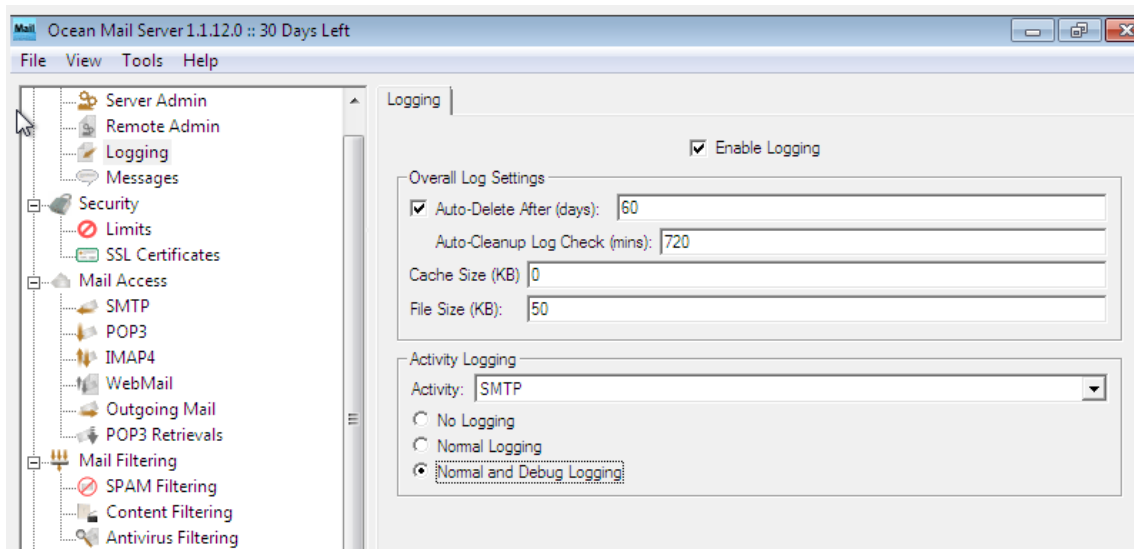 Mail Ocean Mail Server 1.1.12.0 :: 30 Days Left
File View Tools Help
Server Admin
Remote Admin
Logging
Messages
Security
Limits
SSL Certificates
Mail Access
SMTP
POP3
IMAP4
WebMail
Outgoing Mail
POP3 Retrievals
Mail Filtering
SPAM Filtering
Content Filtering
Antivirus Filtering
Logging
Enable Logging
Overall Log Settings
Auto-Delete After (days): 60
Auto-Cleanup Log Check (mins): 720
Cache Size (KB) 0
File Size (KB): 50
Activity Logging
Activity: SMTP
No Logging
Normal Logging
Normal and Debug Logging